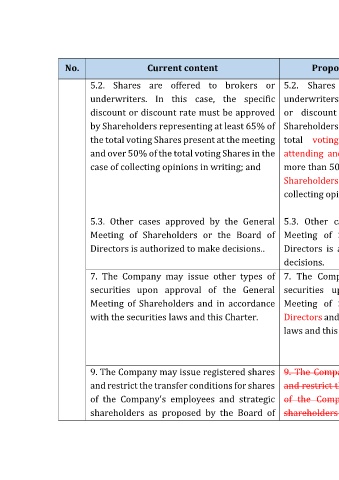 No. Current content Propo
5.2. Shares are offered to brokers or
underwriters. In this case, the specific
discount or discount rate must be approved
by Shareholders representing at least 65% of
the total voting Shares present at the meeting
and over 50% of the total voting Shares in the
case of collecting opinions in writing; and
5.3. Other cases approved by the General
Meeting of Shareholders or the Board of
Directors is authorized to make decisions..
5.2. Shares
underwriters
or discount
Shareholders
total voting
attending and
more than 50
Shareholders
collecting opi
5.3. Other c
Meeting of
Directors is a
decisions.
7. The Company may issue other types of
securities upon approval of the General
Meeting of Shareholders and in accordance
with the securities laws and this Charter.
7. The Comp
securities up
Meeting of
Directors and
laws and this
9. The Company may issue registered shares
and restrict the transfer conditions for shares
of the Company's employees and strategic
shareholders as proposed by the Board of
9. The Compa
and restrict t
of the Comp
shareholders